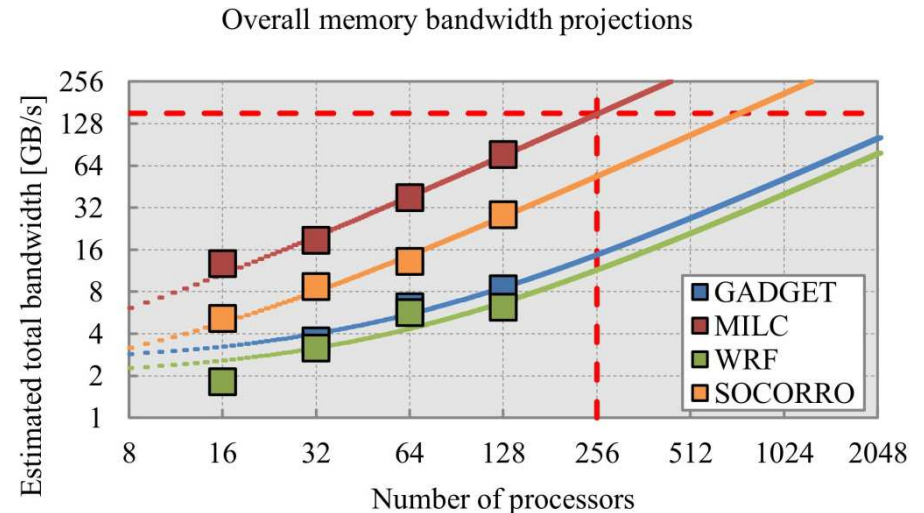 Overall memory bandwidth projections
Estimated total bandwidth [GB/s]
256
128
64
32
16
8
4
2
1
GADGET
MILC
WRF
SOCORRO
8 16 32 64 128 256 512 1024 2048
Number of processors